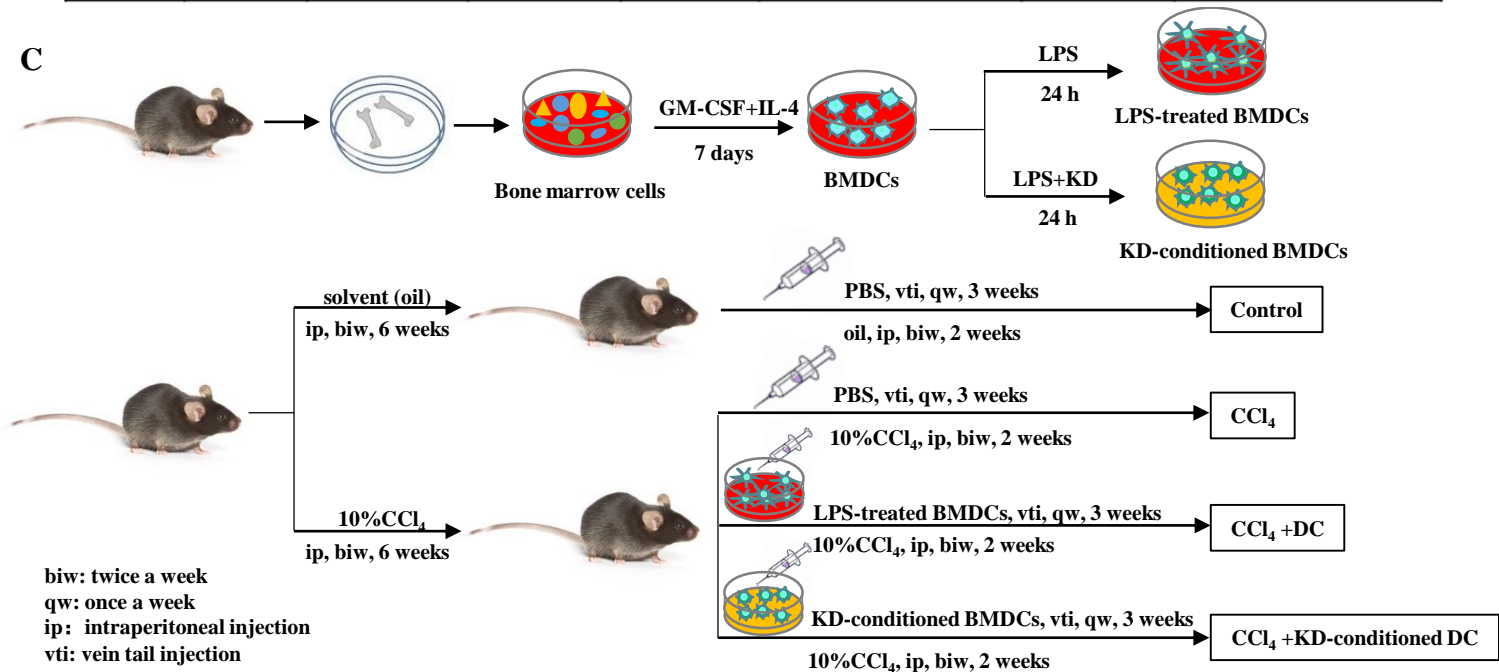 C
LPS
24 h
LPS-treated BMDCs
GM-CSF+IL-4
7 days
Bone marrow cells
BMDCs
LPS+KD
24 h
KD-conditioned BMDCs
solvent (oil)
ip, biw, 6 weeks
PBS, vti, qw, 3 weeks
oil, ip, biw, 2 weeks
Control
PBS, vti, qw, 3 weeks
10%CCl₄, ip, biw, 2 weeks
CCl₄
10%CCl₄
ip, biw, 6 weeks
LPS-treated BMDCs, vti, qw, 3 weeks
10%CCl₄, ip, biw, 2 weeks
CCl₄ +DC
KD-conditioned BMDCs, vti, qw, 3 weeks
10%CCl₄, ip, biw, 2 weeks
CCl₄ +KD-conditioned DC
biw: twice a week
qw: once a week
ip: intraperitoneal injection
vti: vein tail injection